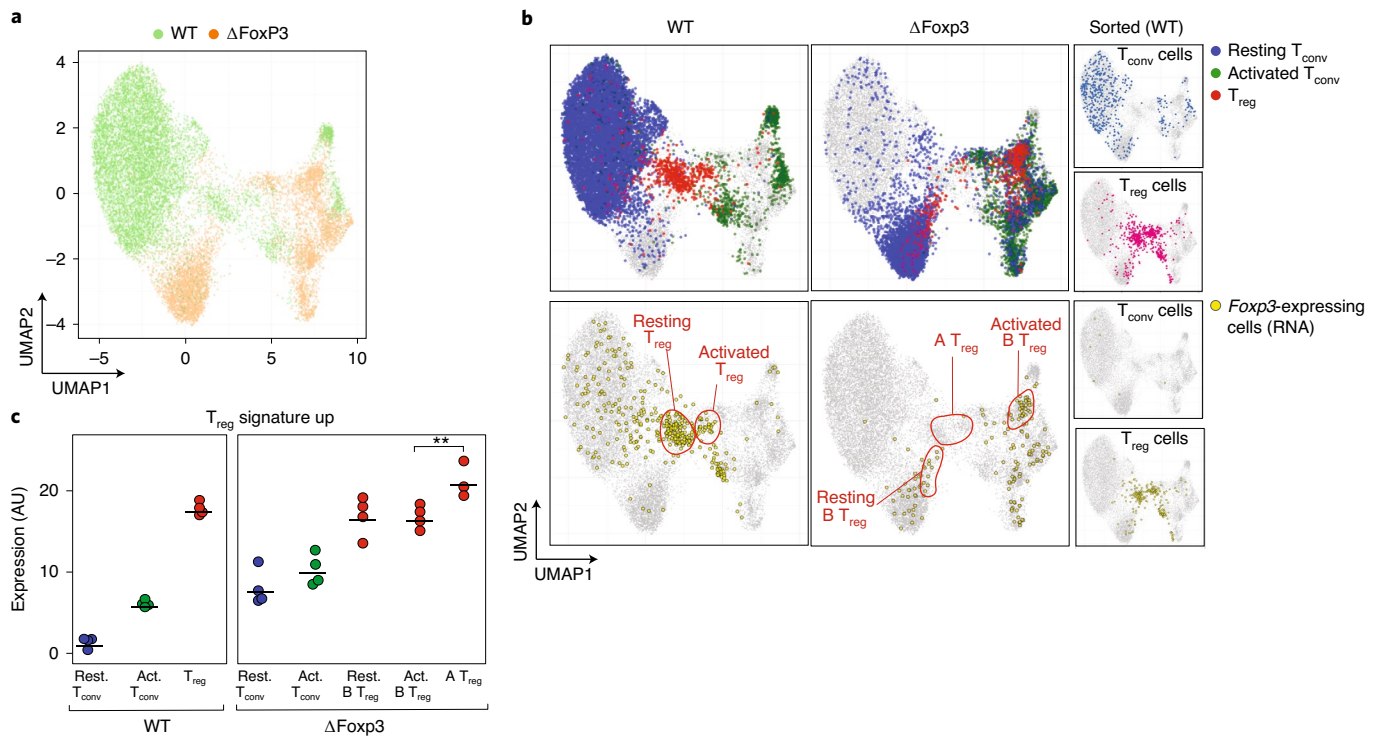 a
WT ΔFoxP3
4
2
0
−2
−4
−5 0 5 10
UMAP2
UMAP1
b
WT ΔFoxp3 Sorted (WT)
Tconv cells
Treg cells
Resting Tconv
Activated Tconv
Treg
Resting
Treg
Activated
Treg
A Treg
Activated
B Treg
Resting
B Treg
Tconv cells
Treg cells
Foxp3-expressing
cells (RNA)
UMAP2
UMAP1
c
Treg signature up
**
Expression (AU)
20
10
0
Rest.
Tconv
Act.
Tconv
Treg
Rest.
Tconv
Act.
Tconv
Rest.
B Treg
Act.
B Treg
A Treg
WT
ΔFoxp3